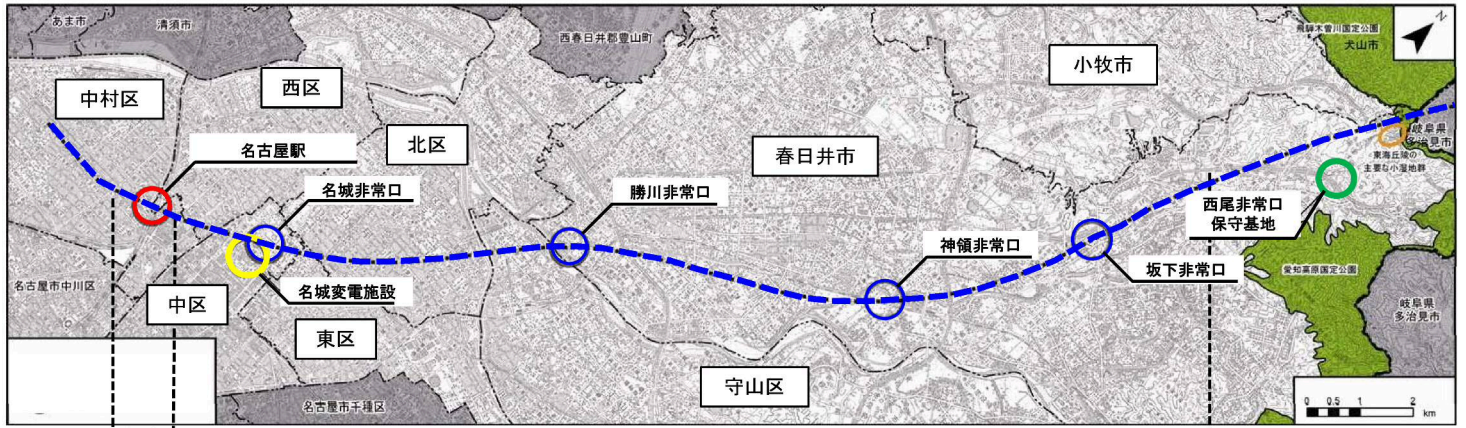 あま市
清須市
西春日井郡豊山町
飛騨木曽川国定公園
犬山市
N
中村区
西区
小牧市
北区
名古屋駅
春日井市
岐阜県
多治見市
東海丘陵の
主要な小湿地群
名城非常口
勝川非常口
西尾非常口
保守基地
神領非常口
坂下非常口
名古屋市中川区
中区
名城変電施設
愛知高原国定公園
岐阜県
多治見市
東区
守山区
名古屋市千種区
0 0.5 1 2
km